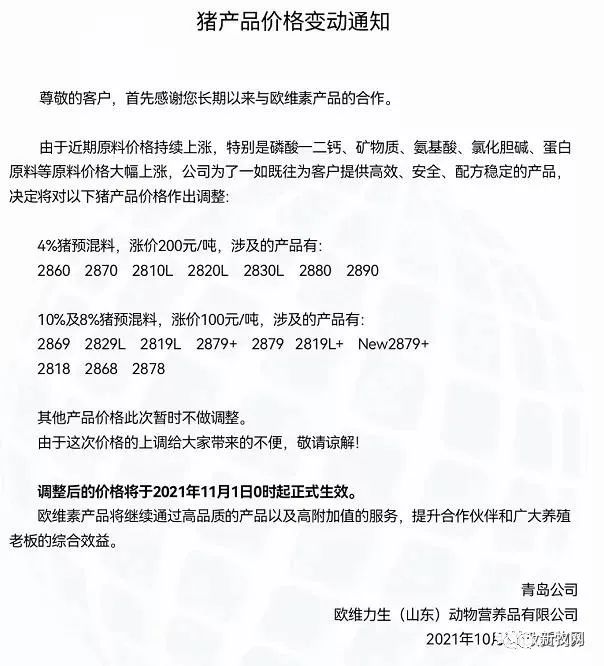 猪产品价格变动通知
尊敬的客户，首先感谢您长期以来与欧维素产品的合作。
由于近期原料价格持续上涨，特别是磷酸一二钙、矿物质、氨基酸、氯化胆碱、蛋白
原料等原料价格大幅上涨，公司为了一如既往为客户提供高效、安全、配方稳定的产品，
决定将对以下猪产品价格作出调整:
4%猪预混料，涨价200元/吨，涉及的产品有:
2860 2870 2810L 2820L 2830L 2880 2890
10%及8%猪预混料，涨价100元/吨，涉及的产品有:
2869 2829L 2819L 2879+ 2879 2819L+ New2879+
2818 2868 2878
其他产品价格此次暂时不做调整。
由于这次价格的上调给大家带来的不便，敬请谅解!
调整后的价格将于2021年11月1日0时起正式生效。
欧维素产品将继续通过高品质的产品以及高附加值的服务，提升合作伙伴和广大养殖
老板的综合效益。
青岛公司
欧维力生（山东）动物营养品有限公司
2021年10月
新牧网